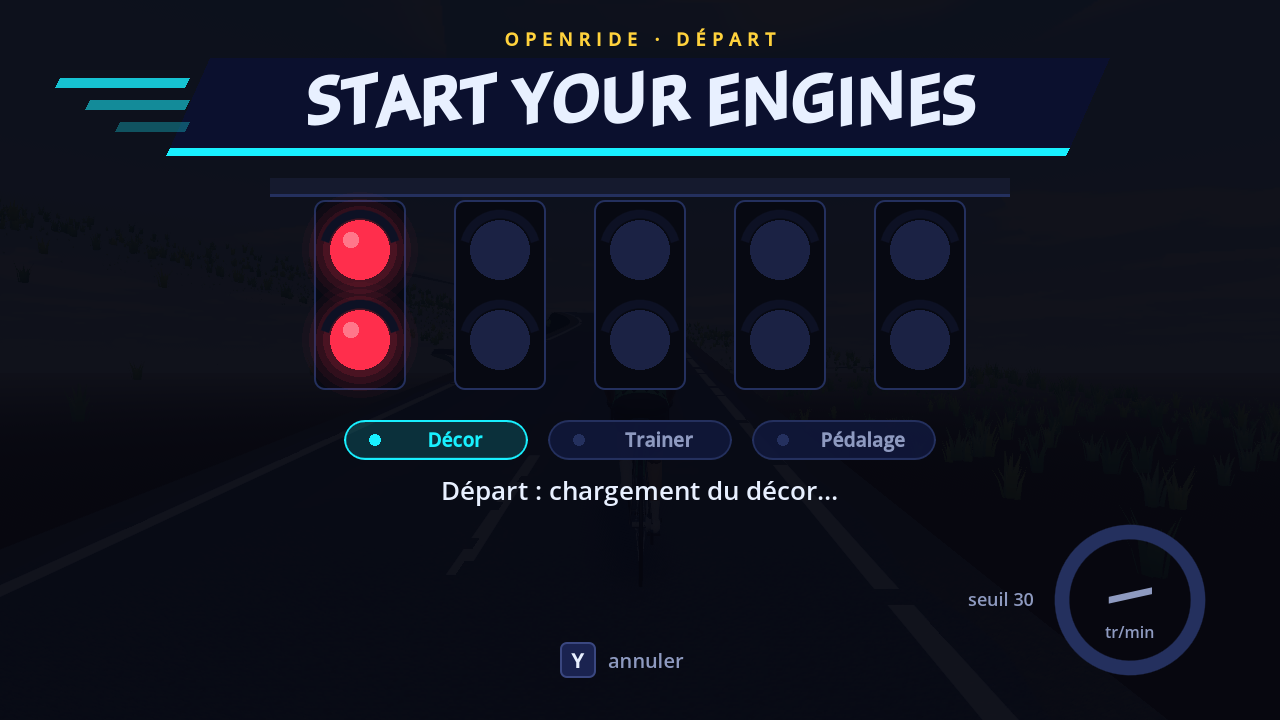 OPENRIDE · DÉPART
START YOUR ENGINES
Décor
Trainer
Pédalage
Départ : chargement du décor...
seuil 30
—
tr/min
Y annuler